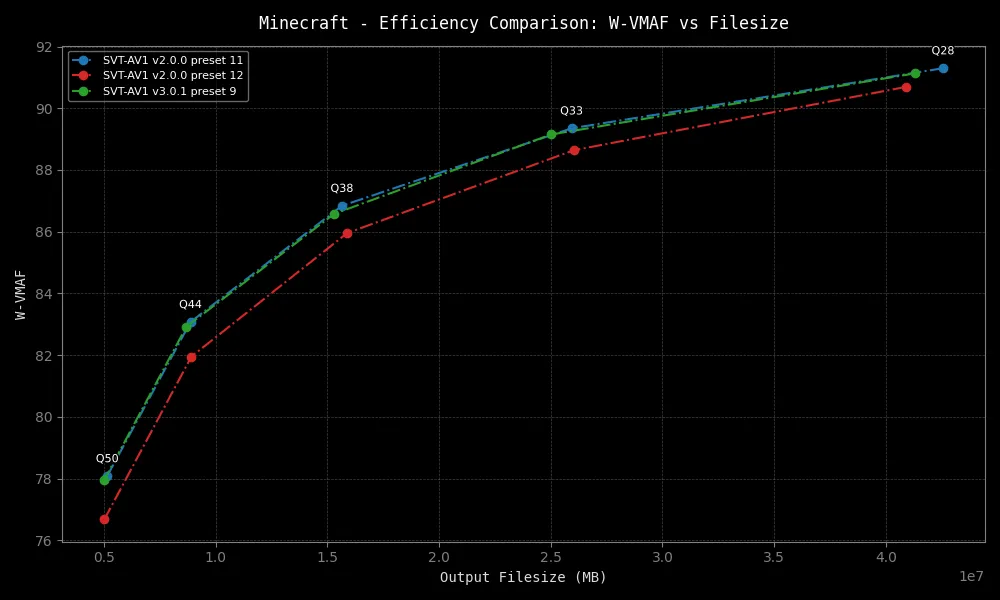 Minecraft - Efficiency Comparison: W-VMAF vs Filesize
SVT-AV1 v2.0.0 preset 11
SVT-AV1 v2.0.0 preset 12
SVT-AV1 v3.0.1 preset 9
W-VMAF
92
90
88
86
84
82
80
78
76
Q50
Q44
Q38
Q33
Q28
0.5
1.0
1.5
2.0
2.5
3.0
3.5
4.0
1e7
Output Filesize (MB)